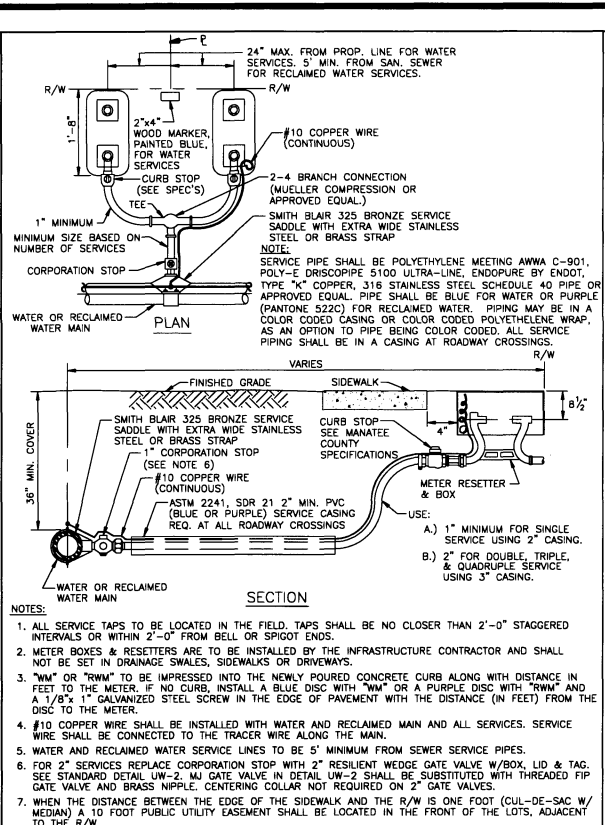 ℄
24" MAX. FROM PROP. LINE FOR WATER
SERVICES. 5' MIN. FROM SAN. SEWER
FOR RECLAIMED WATER SERVICES.
R/W
R/W
1'-8"
2"x4"
WOOD MARKER,
PAINTED BLUE,
FOR WATER
SERVICES
#10 COPPER WIRE
(CONTINUOUS)
CURB STOP
(SEE SPEC'S)
TEE
2-4 BRANCH CONNECTION
(MUELLER COMPRESSION OR
APPROVED EQUAL.)
1" MINIMUM
SMITH BLAIR 325 BRONZE SERVICE
SADDLE WITH EXTRA WIDE STAINLESS
STEEL OR BRASS STRAP
MINIMUM SIZE BASED ON
NUMBER OF SERVICES
CORPORATION STOP
WATER OR RECLAIMED
WATER MAIN
PLAN
NOTE:
SERVICE PIPE SHALL BE POLYETHYLENE MEETING AWWA C-901,
POLY-E DRISCOPIPE 5100 ULTRA-LINE, ENDOPURE BY ENDOT,
TYPE "K" COPPER, 316 STAINLESS STEEL SCHEDULE 40 PIPE OR
APPROVED EQUAL. PIPE SHALL BE BLUE FOR WATER OR PURPLE
(PANTONE 522C) FOR RECLAIMED WATER. PIPING MAY BE IN A
COLOR CODED CASING OR COLOR CODED POLYETHELENE WRAP,
AS AN OPTION TO PIPE BEING COLOR CODED. ALL SERVICE
PIPING SHALL BE IN A CASING AT ROADWAY CROSSINGS.
VARIES
R/W
FINISHED GRADE
SIDEWALK
8½"
36" MIN. COVER
SMITH BLAIR 325 BRONZE SERVICE
SADDLE WITH EXTRA WIDE STAINLESS
STEEL OR BRASS STRAP
1" CORPORATION STOP
(SEE NOTE 6)
#10 COPPER WIRE
(CONTINUOUS)
ASTM 2241, SDR 21 2" MIN. PVC
(BLUE OR PURPLE) SERVICE CASING
REQ. AT ALL ROADWAY CROSSINGS
CURB STOP
SEE MANATEE
COUNTY
SPECIFICATIONS
4"
METER RESETTER
& BOX
USE:
A.) 1" MINIMUM FOR SINGLE
SERVICE USING 2" CASING.
B.) 2" FOR DOUBLE, TRIPLE,
& QUADRUPLE SERVICE
USING 3" CASING.
WATER OR RECLAIMED
WATER MAIN
SECTION
NOTES:
1. ALL SERVICE TAPS TO BE LOCATED IN THE FIELD. TAPS SHALL BE NO CLOSER THAN 2'-0" STAGGERED
INTERVALS OR WITHIN 2'-0" FROM BELL OR SPIGOT ENDS.
2. METER BOXES & RESETTERS ARE TO BE INSTALLED BY THE INFRASTRUCTURE CONTRACTOR AND SHALL
NOT BE SET IN DRAINAGE SWALES, SIDEWALKS OR DRIVEWAYS.
3. "WM" OR "RWM" TO BE IMPRESSED INTO THE NEWLY POURED CONCRETE CURB ALONG WITH DISTANCE IN
FEET TO THE METER. IF NO CURB, INSTALL A BLUE DISC WITH "WM" OR A PURPLE DISC WITH "RWM" AND
A 1/8"x 1" GALVANIZED STEEL SCREW IN THE EDGE OF PAVEMENT WITH THE DISTANCE (IN FEET) FROM THE
DISC TO THE METER.
4. #10 COPPER WIRE SHALL BE INSTALLED WITH WATER AND RECLAIMED MAIN AND ALL SERVICES. SERVICE
WIRE SHALL BE CONNECTED TO THE TRACER WIRE ALONG THE MAIN.
5. WATER AND RECLAIMED WATER SERVICE LINES TO BE 5' MINIMUM FROM SEWER SERVICE PIPES.
6. FOR 2" SERVICES REPLACE CORPORATION STOP WITH 2" RESILIENT WEDGE GATE VALVE W/BOX, LID & TAG.
SEE STANDARD DETAIL UW-2. MJ GATE VALVE IN DETAIL UW-2 SHALL BE SUBSTITUTED WITH THREADED FIP
GATE VALVE AND BRASS NIPPLE. CENTERING COLLAR NOT REQUIRED ON 2" GATE VALVES.
7. WHEN THE DISTANCE BETWEEN THE EDGE OF THE SIDEWALK AND THE R/W IS ONE FOOT (CUL-DE-SAC W/
MEDIAN) A 10 FOOT PUBLIC UTILITY EASEMENT SHALL BE LOCATED IN THE FRONT OF THE LOTS, ADJACENT
TO THE R/W.